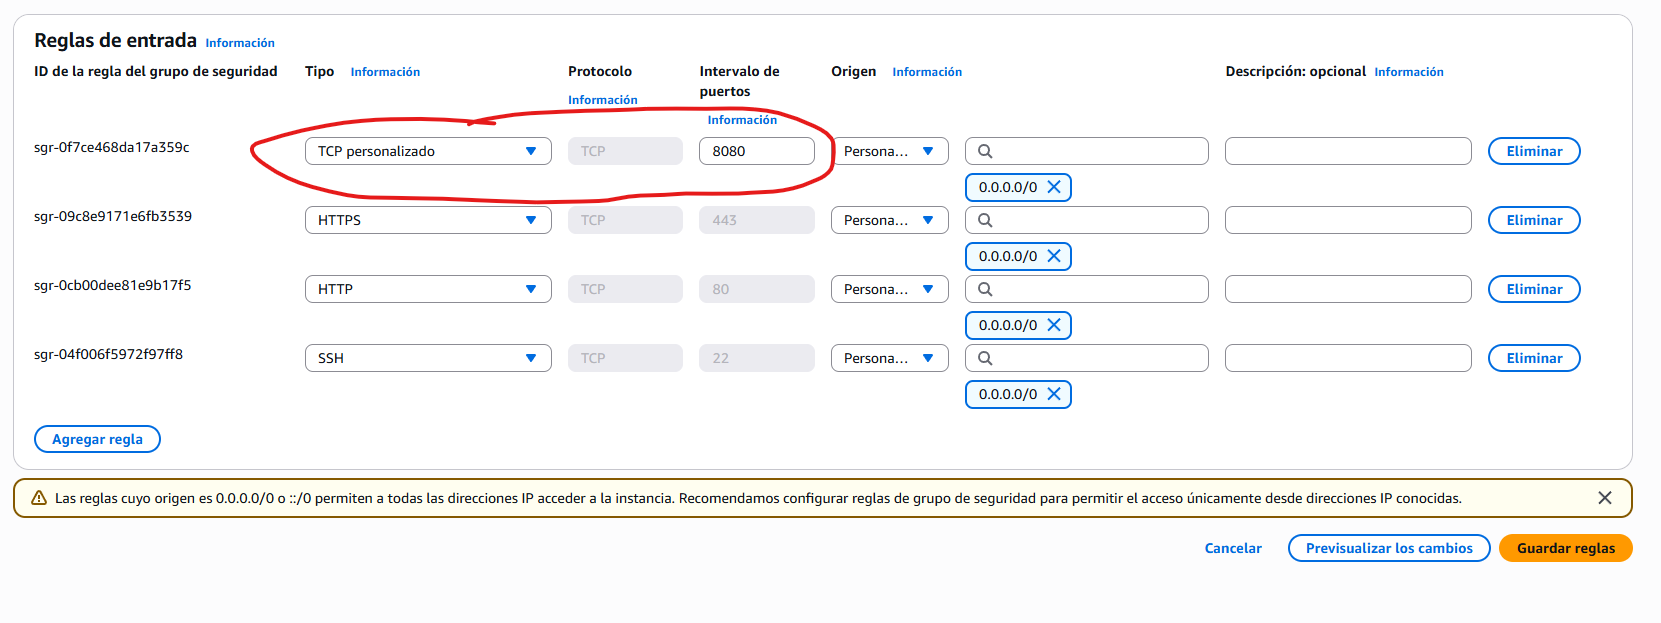 Reglas de entrada Información
ID de la regla del grupo de seguridad Tipo Información Protocolo Información Intervalo de puertos Información Origen Información Descripción: opcional Información
sgr-0f7ce468da17a359c TCP personalizado TCP 8080 Persona... Eliminar
0.0.0.0/0
sgr-09c8e9171e6fb3539 HTTPS TCP 443 Persona... Eliminar
0.0.0.0/0
sgr-0cb00dee81e9b17f5 HTTP TCP 80 Persona... Eliminar
0.0.0.0/0
sgr-04f006f5972f97ff8 SSH TCP 22 Persona... Eliminar
0.0.0.0/0
Agregar regla
Las reglas cuyo origen es 0.0.0.0/0 o ::/0 permiten a todas las direcciones IP acceder a la instancia. Recomendamos configurar reglas de grupo de seguridad para permitir el acceso únicamente desde direcciones IP conocidas.
Cancelar Previsualizar los cambios Guardar reglas